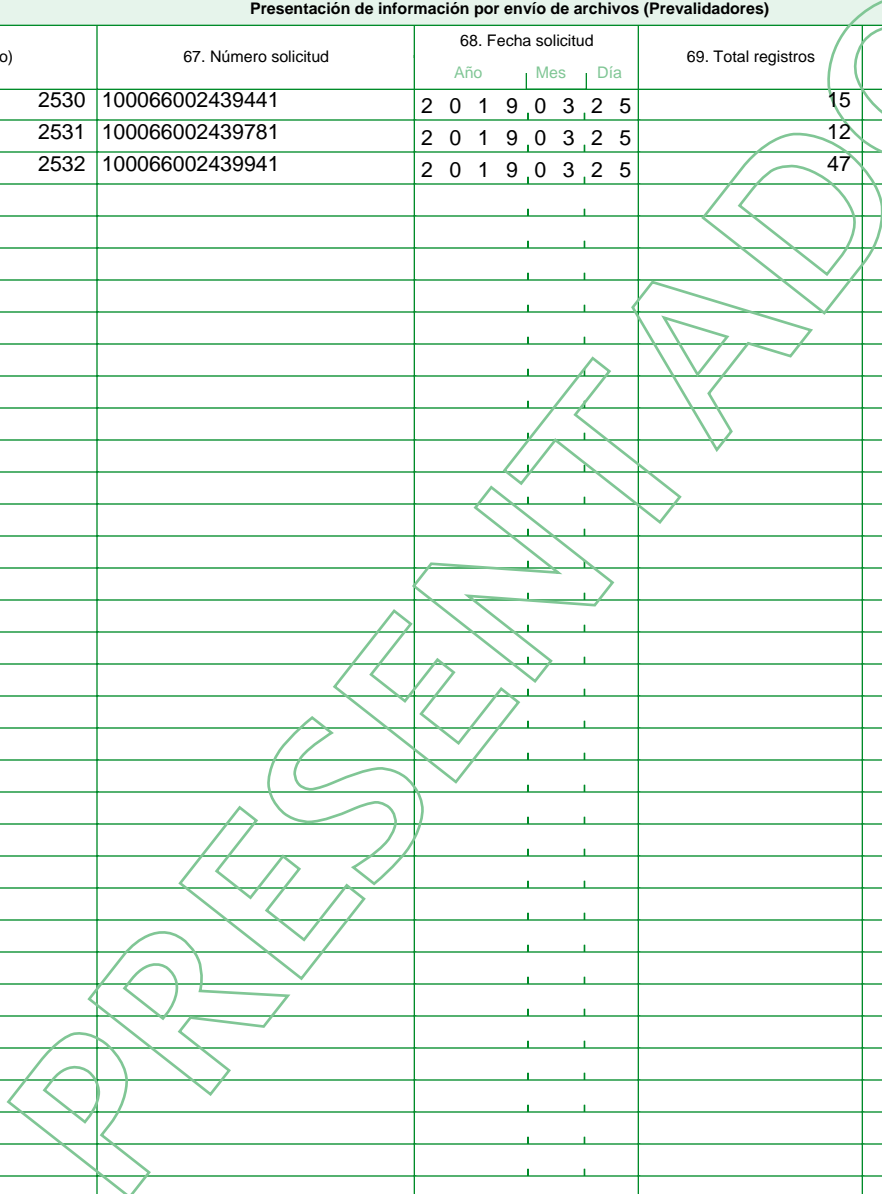 Presentación de información por envío de archivos (Prevalidadores)
o) 67. Número solicitud 68. Fecha solicitud 69. Total registros
Año Mes Día
2530 100066002439441 2 0 1 9 0 3 2 5 15
2531 100066002439781 2 0 1 9 0 3 2 5 12
2532 100066002439941 2 0 1 9 0 3 2 5 47
PRESENTADO